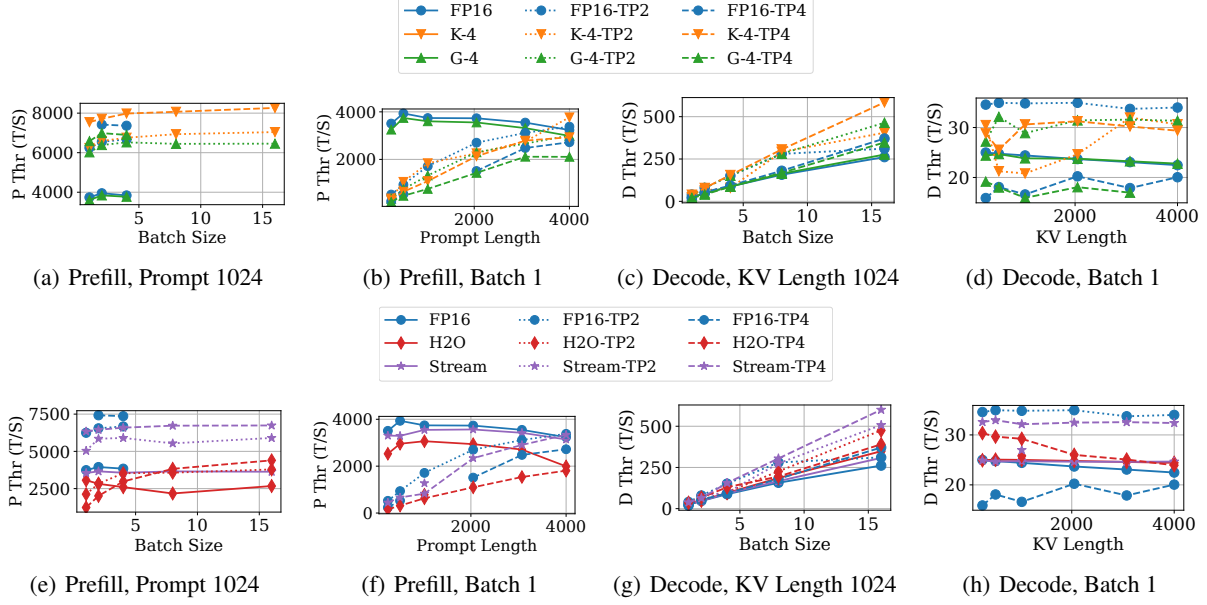 FP16 FP16-TP2 FP16-TP4
K-4 K-4-TP2 K-4-TP4
G-4 G-4-TP2 G-4-TP4
P Thr (T/S)
8000
6000
4000
5 10 15
Batch Size
P Thr (T/S)
4000
2000
2000 4000
Prompt Length
D Thr (T/S)
500
250
0
5 10 15
Batch Size
D Thr (T/S)
30
20
2000 4000
KV Length
(a) Prefill, Prompt 1024
(b) Prefill, Batch 1
(c) Decode, KV Length 1024
(d) Decode, Batch 1
FP16 FP16-TP2 FP16-TP4
H2O H2O-TP2 H2O-TP4
Stream Stream-TP2 Stream-TP4
P Thr (T/S)
7500
5000
2500
5 10 15
Batch Size
P Thr (T/S)
4000
2000
0
2000 4000
Prompt Length
D Thr (T/S)
500
250
0
5 10 15
Batch Size
D Thr (T/S)
30
20
2000 4000
KV Length
(e) Prefill, Prompt 1024
(f) Prefill, Batch 1
(g) Decode, KV Length 1024
(h) Decode, Batch 1